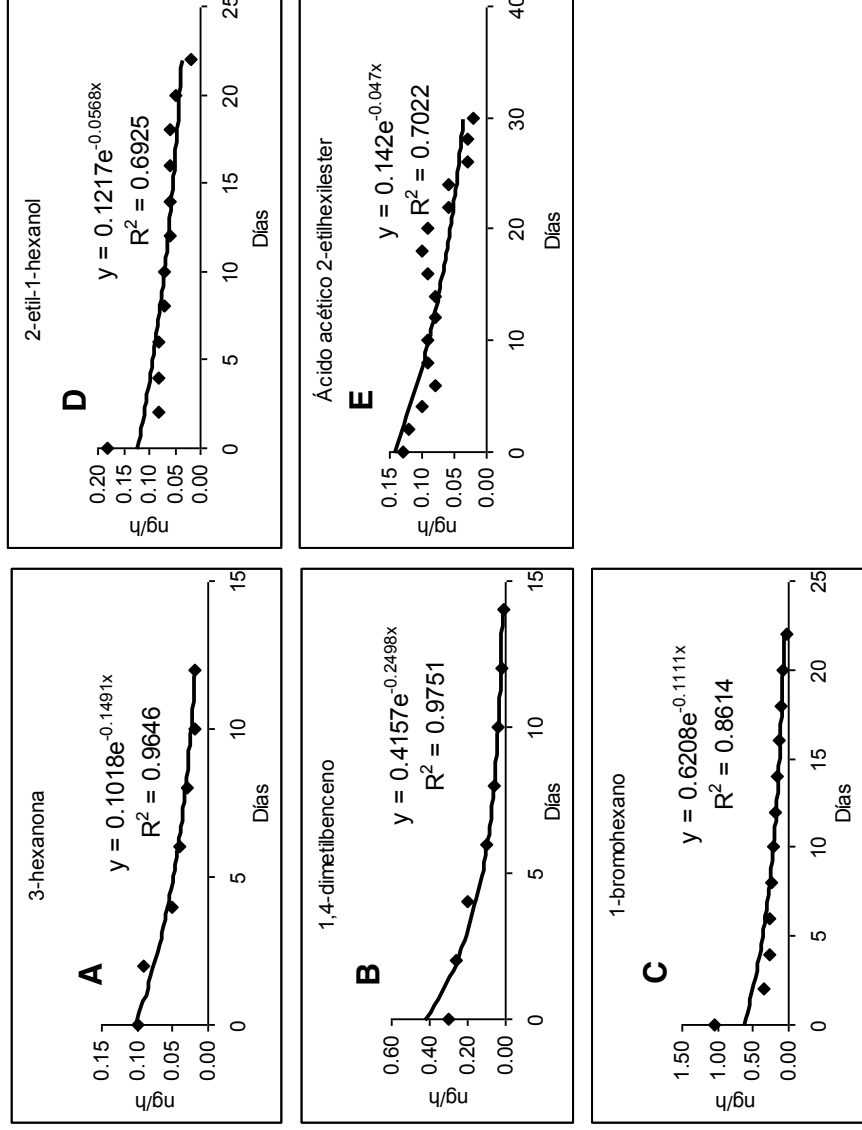 3-hexanona
A
y = 0.1018e^-0.1491x
R² = 0.9646
0.15
0.10
0.05
0.00
ng/h
0 5 10 15
Días
1,4-dimetilbenceno
B
y = 0.4157e^-0.2498x
R² = 0.9751
0.60
0.40
0.20
0.00
ng/h
0 5 10 15
Días
1-bromohexano
C
y = 0.6208e^-0.1111x
R² = 0.8614
1.50
1.00
0.50
0.00
ng/h
0 5 10 15 20 25
Días
2-etil-1-hexanol
D
y = 0.1217e^-0.0568x
R² = 0.6925
0.20
0.15
0.10
0.05
0.00
ng/h
0 5 10 15 20 25
Días
Ácido acético 2-etilhexilester
E
y = 0.142e^-0.047x
R² = 0.7022
0.15
0.10
0.05
0.00
ng/h
0 10 20 30 40
Días